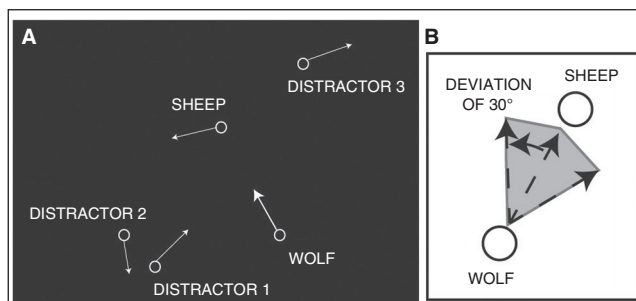 A
DISTRACTOR 3
SHEEP
DISTRACTOR 2
WOLF
DISTRACTOR 1
B
SHEEP
DEVIATION
OF 30°
WOLF